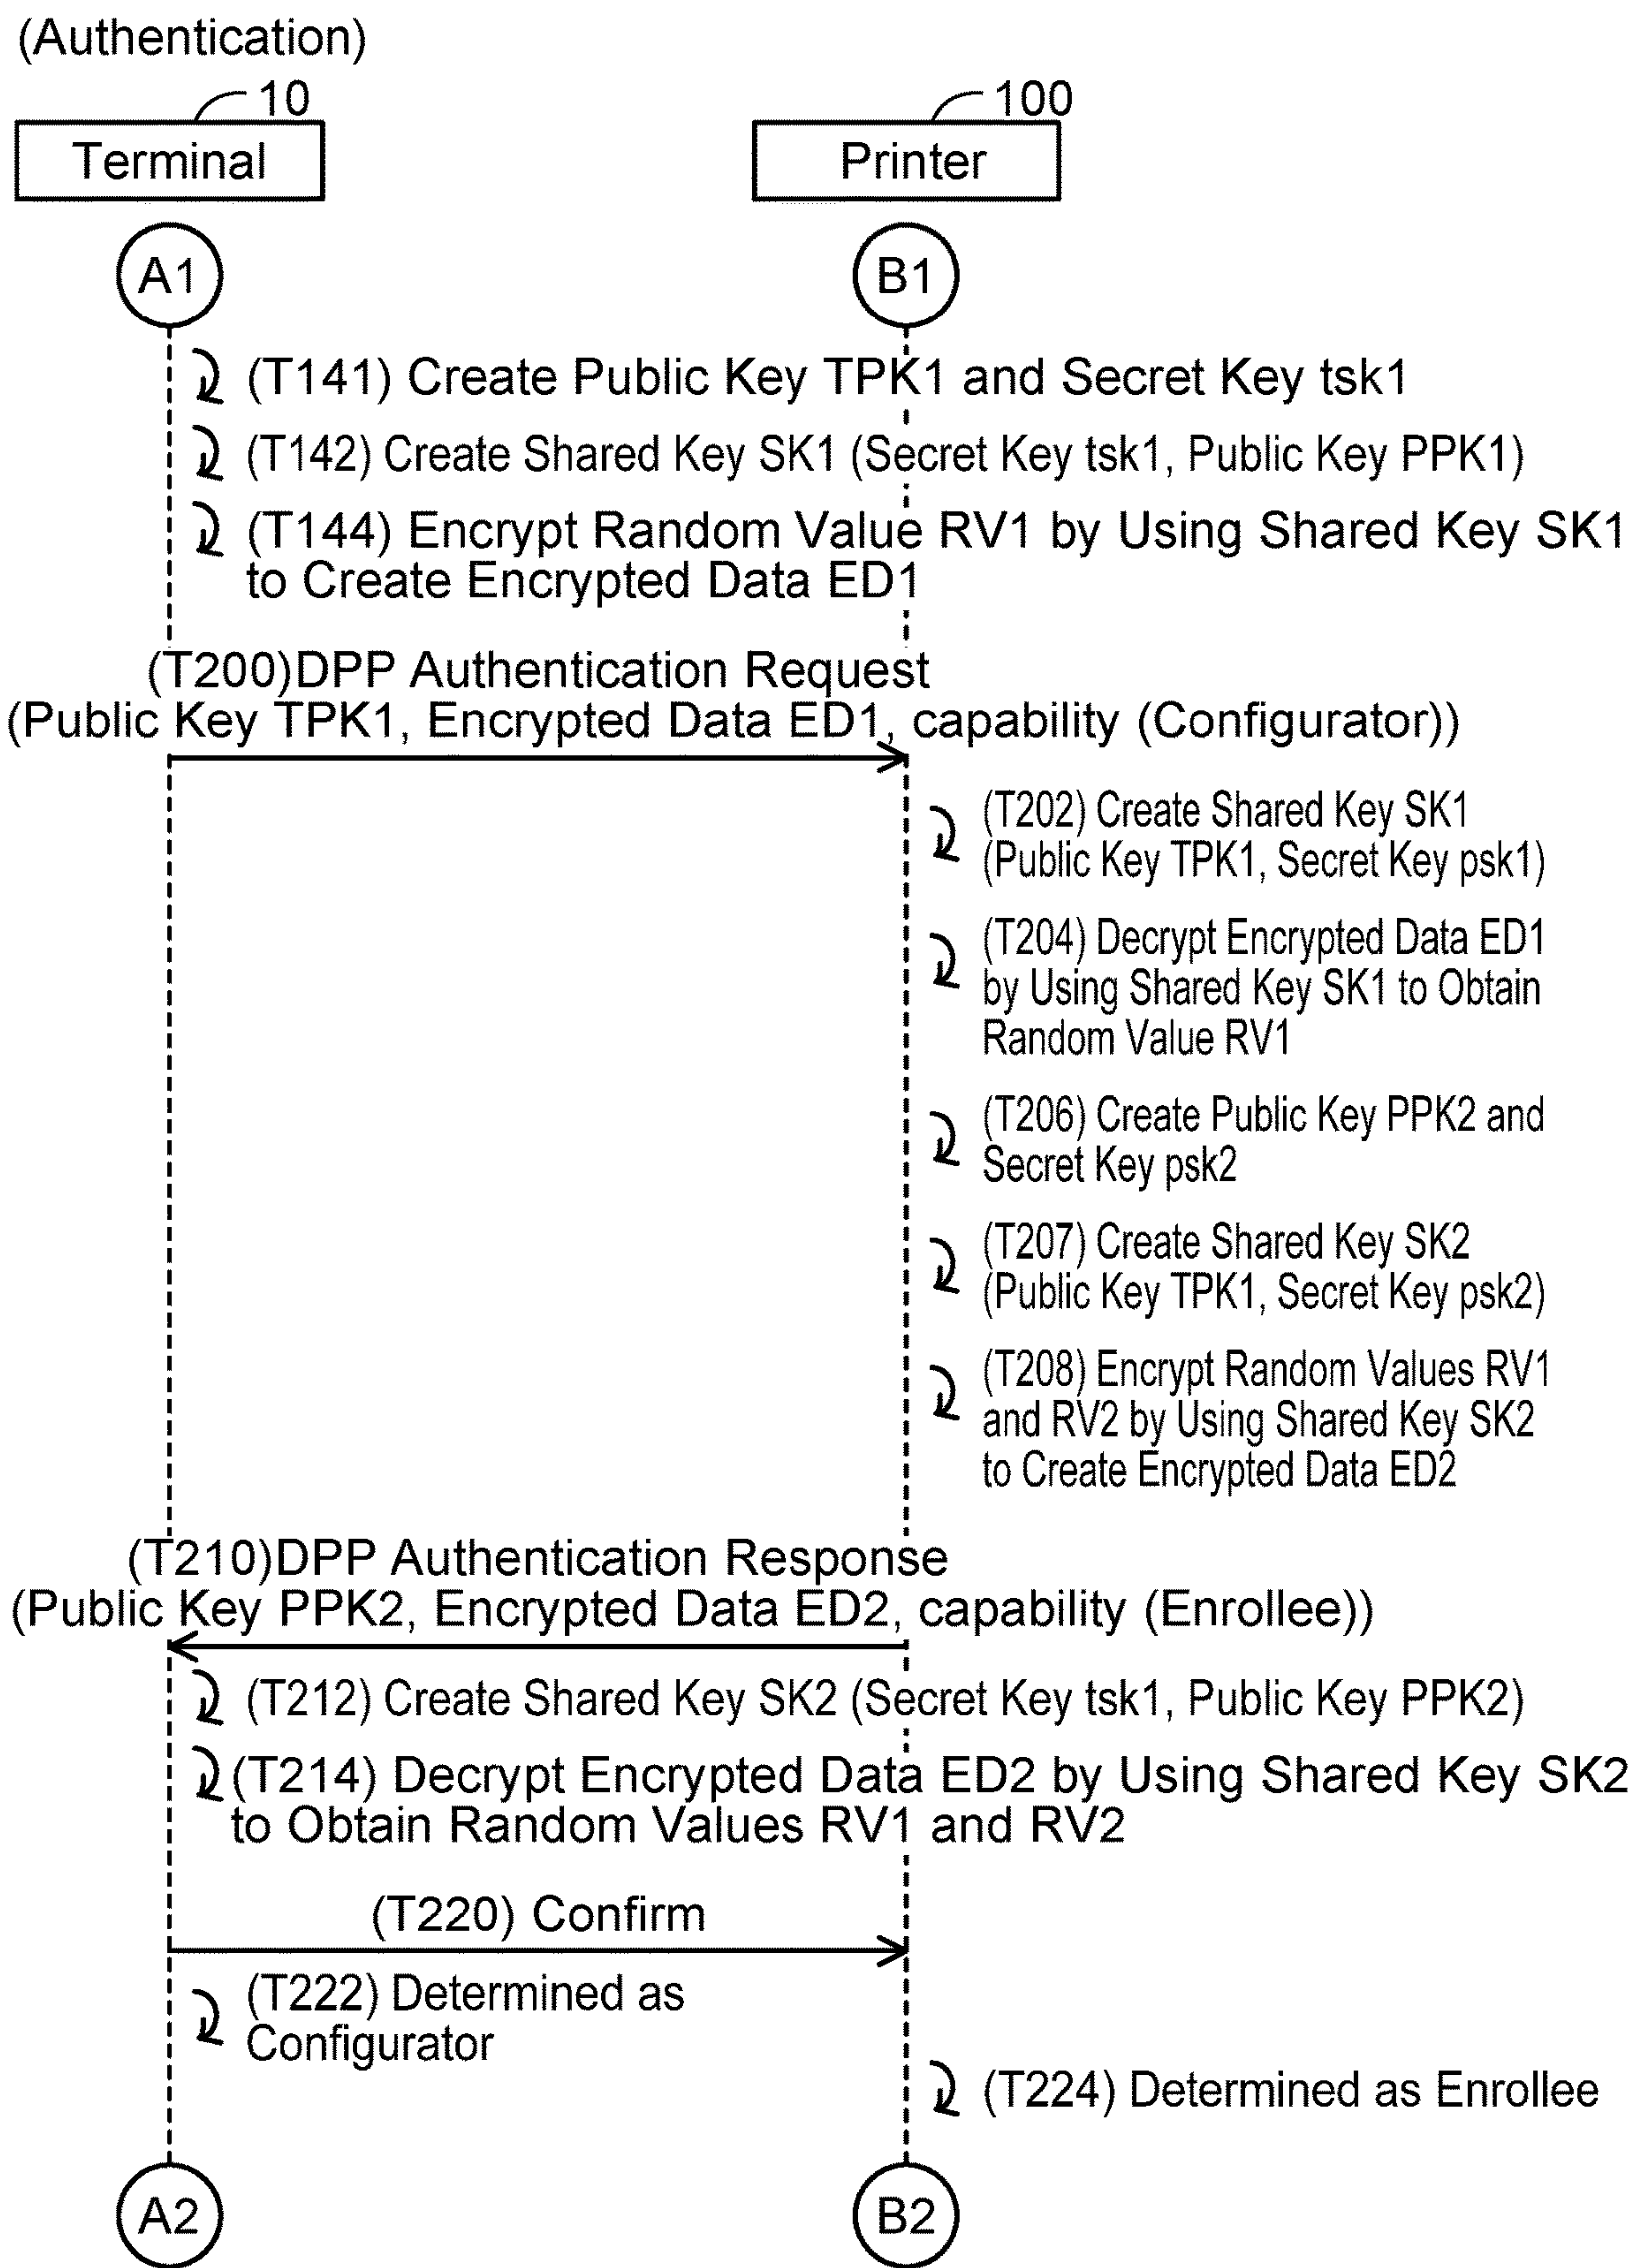 (Authentication)
10
100
Terminal
Printer
A1
B1
(T141) Create Public Key TPK1 and Secret Key tsk1
(T142) Create Shared Key SK1 (Secret Key tsk1, Public Key PPK1)
(T144) Encrypt Random Value RV1 by Using Shared Key SK1
to Create Encrypted Data ED1
(T200)DPP Authentication Request
(Public Key TPK1, Encrypted Data ED1, capability (Configurator))
(T202) Create Shared Key SK1
(Public Key TPK1, Secret Key psk1)
(T204) Decrypt Encrypted Data ED1
by Using Shared Key SK1 to Obtain
Random Value RV1
(T206) Create Public Key PPK2 and
Secret Key psk2
(T207) Create Shared Key SK2
(Public Key TPK1, Secret Key psk2)
(T208) Encrypt Random Values RV1
and RV2 by Using Shared Key SK2
to Create Encrypted Data ED2
(T210)DPP Authentication Response
(Public Key PPK2, Encrypted Data ED2, capability (Enrollee))
(T212) Create Shared Key SK2 (Secret Key tsk1, Public Key PPK2)
(T214) Decrypt Encrypted Data ED2 by Using Shared Key SK2
to Obtain Random Values RV1 and RV2
(T220) Confirm
(T222) Determined as
Configurator
(T224) Determined as Enrollee
A2
B2